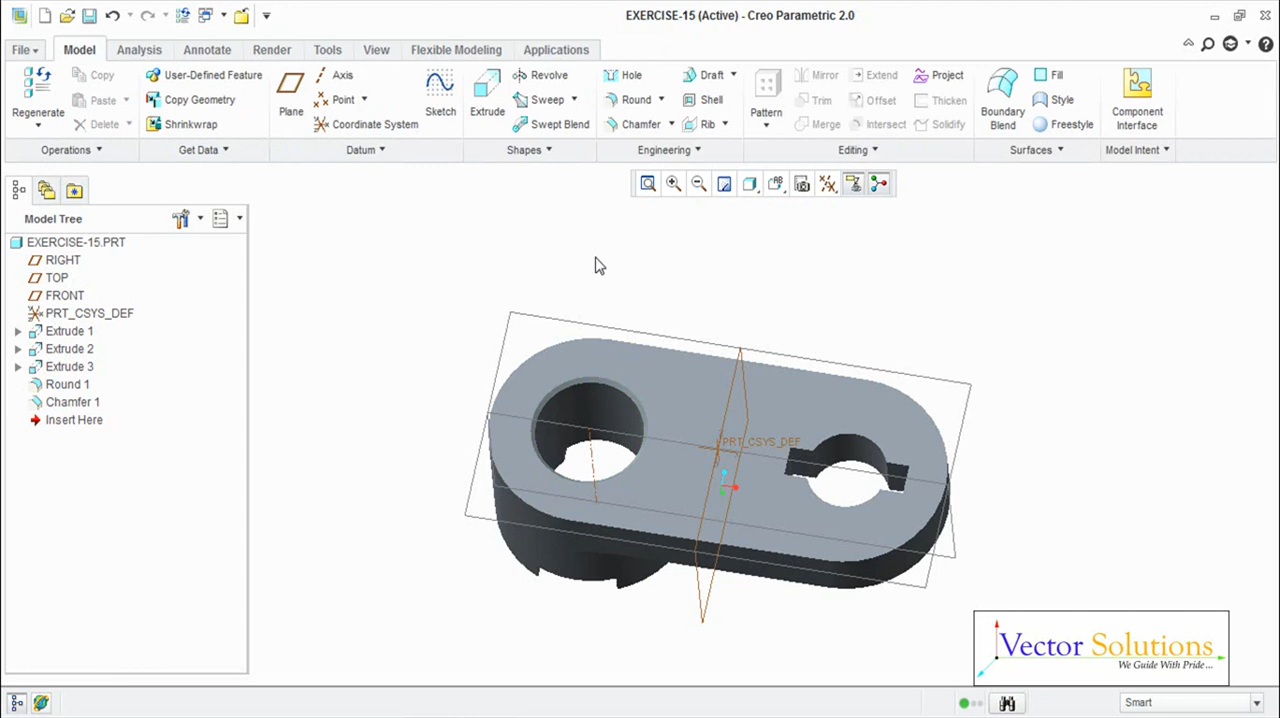 EXERCISE-15 (Active) - Creo Parametric 2.0
File Model Analysis Annotate Render Tools View Flexible Modeling Applications
Regenerate
Copy
Paste
Delete
User-Defined Feature
Copy Geometry
Shrinkwrap
Plane
Axis
Point
Coordinate System
Sketch
Extrude
Revolve
Sweep
Swept Blend
Hole
Round
Chamfer
Draft
Shell
Rib
Pattern
Mirror
Trim
Merge
Extend
Offset
Intersect
Project
Thicken
Solidify
Boundary
Blend
Fill
Style
Freestyle
Component
Interface
Operations Get Data Datum Shapes Engineering Editing Surfaces Model Intent
Model Tree
EXERCISE-15.PRT
RIGHT
TOP
FRONT
PRT_CSYS_DEF
Extrude 1
Extrude 2
Extrude 3
Round 1
Chamfer 1
Insert Here
PRT_CSYS_DEF
Vector Solutions
We Guide With Pride...
Smart